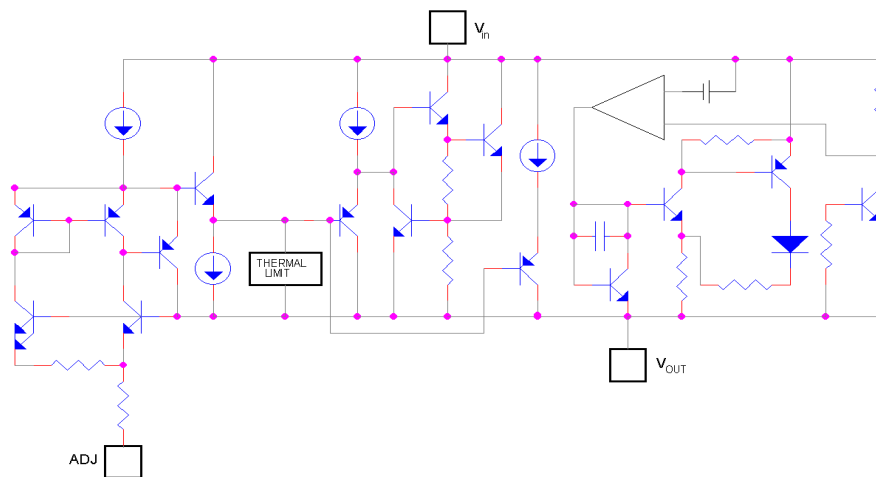 Vin
THERMAL
LIMIT
VOUT
ADJ